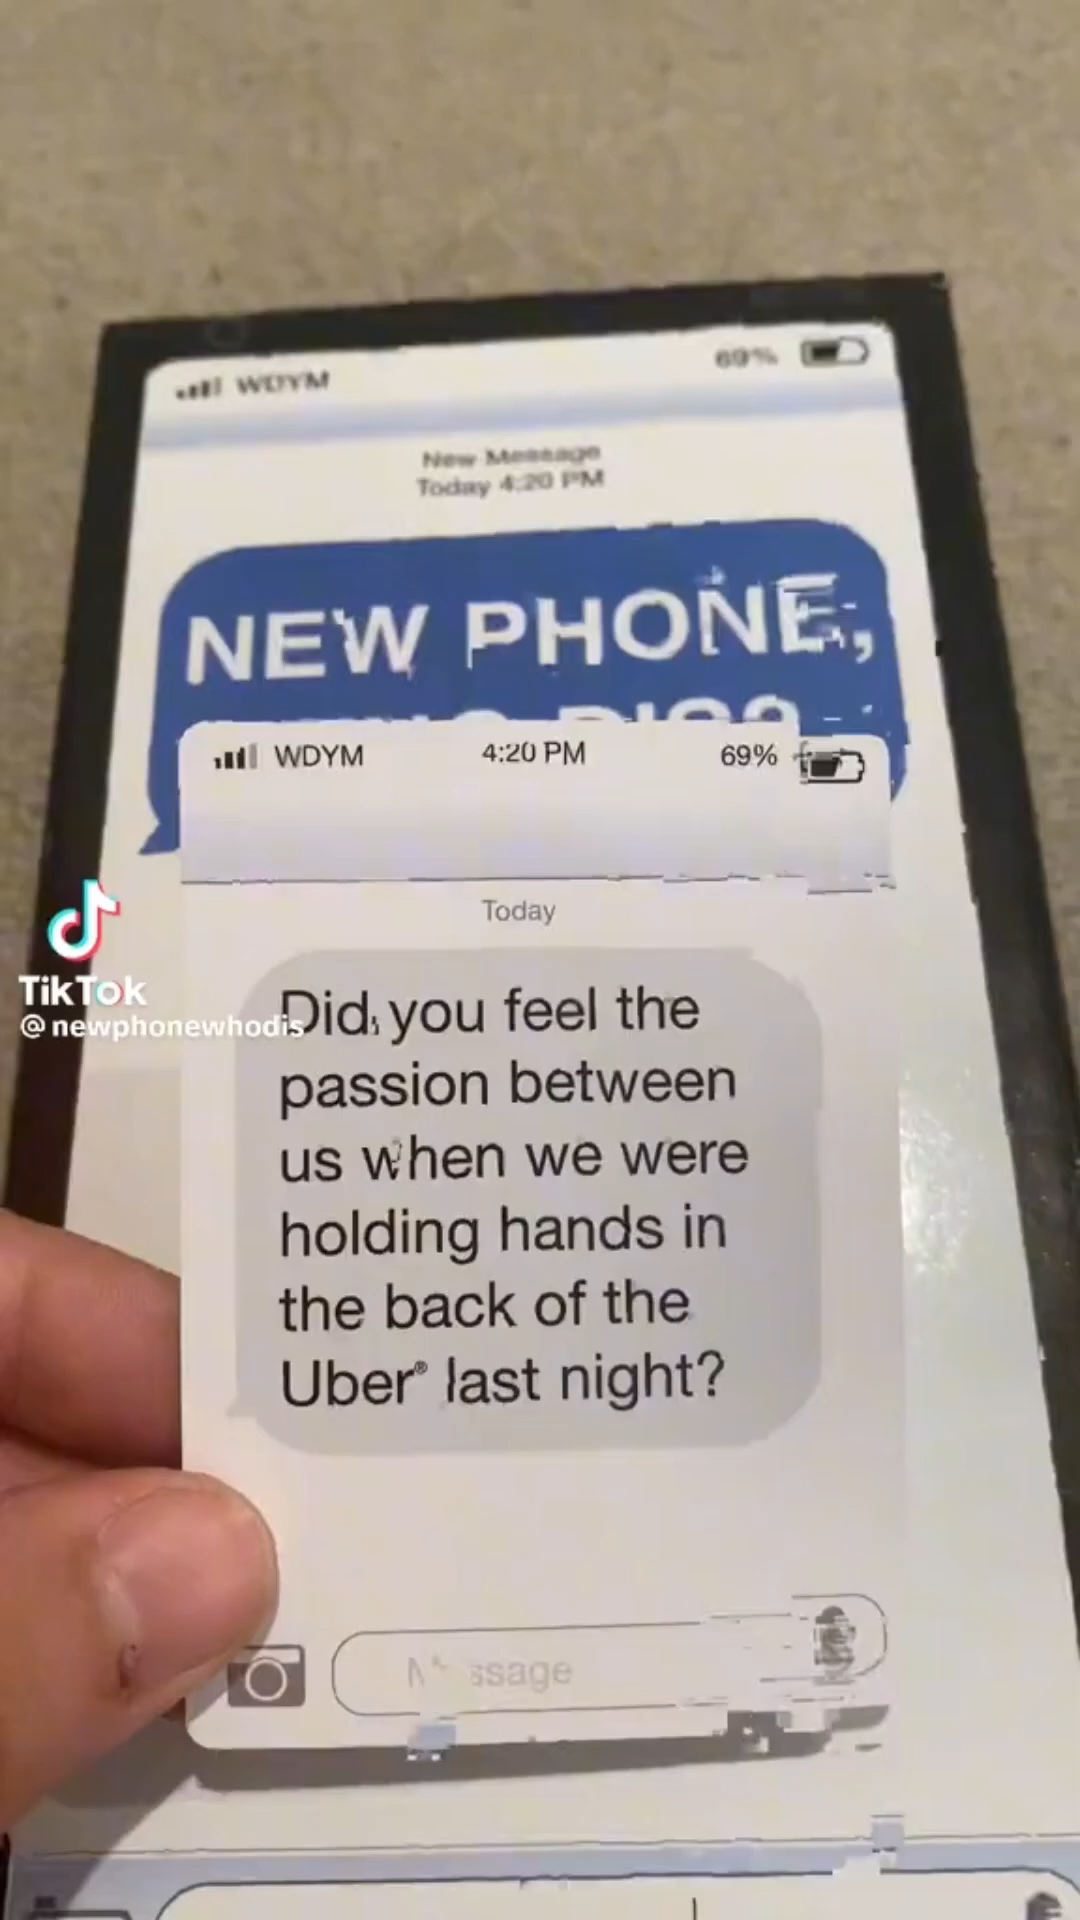 WDYM 69%
New Message
Today 4:20 PM
NEW PHONE,
WDYM 4:20 PM 69%
Today
Did you feel the
passion between
us when we were
holding hands in
the back of the
Uber® last night?
TikTok
@newphonewhodis